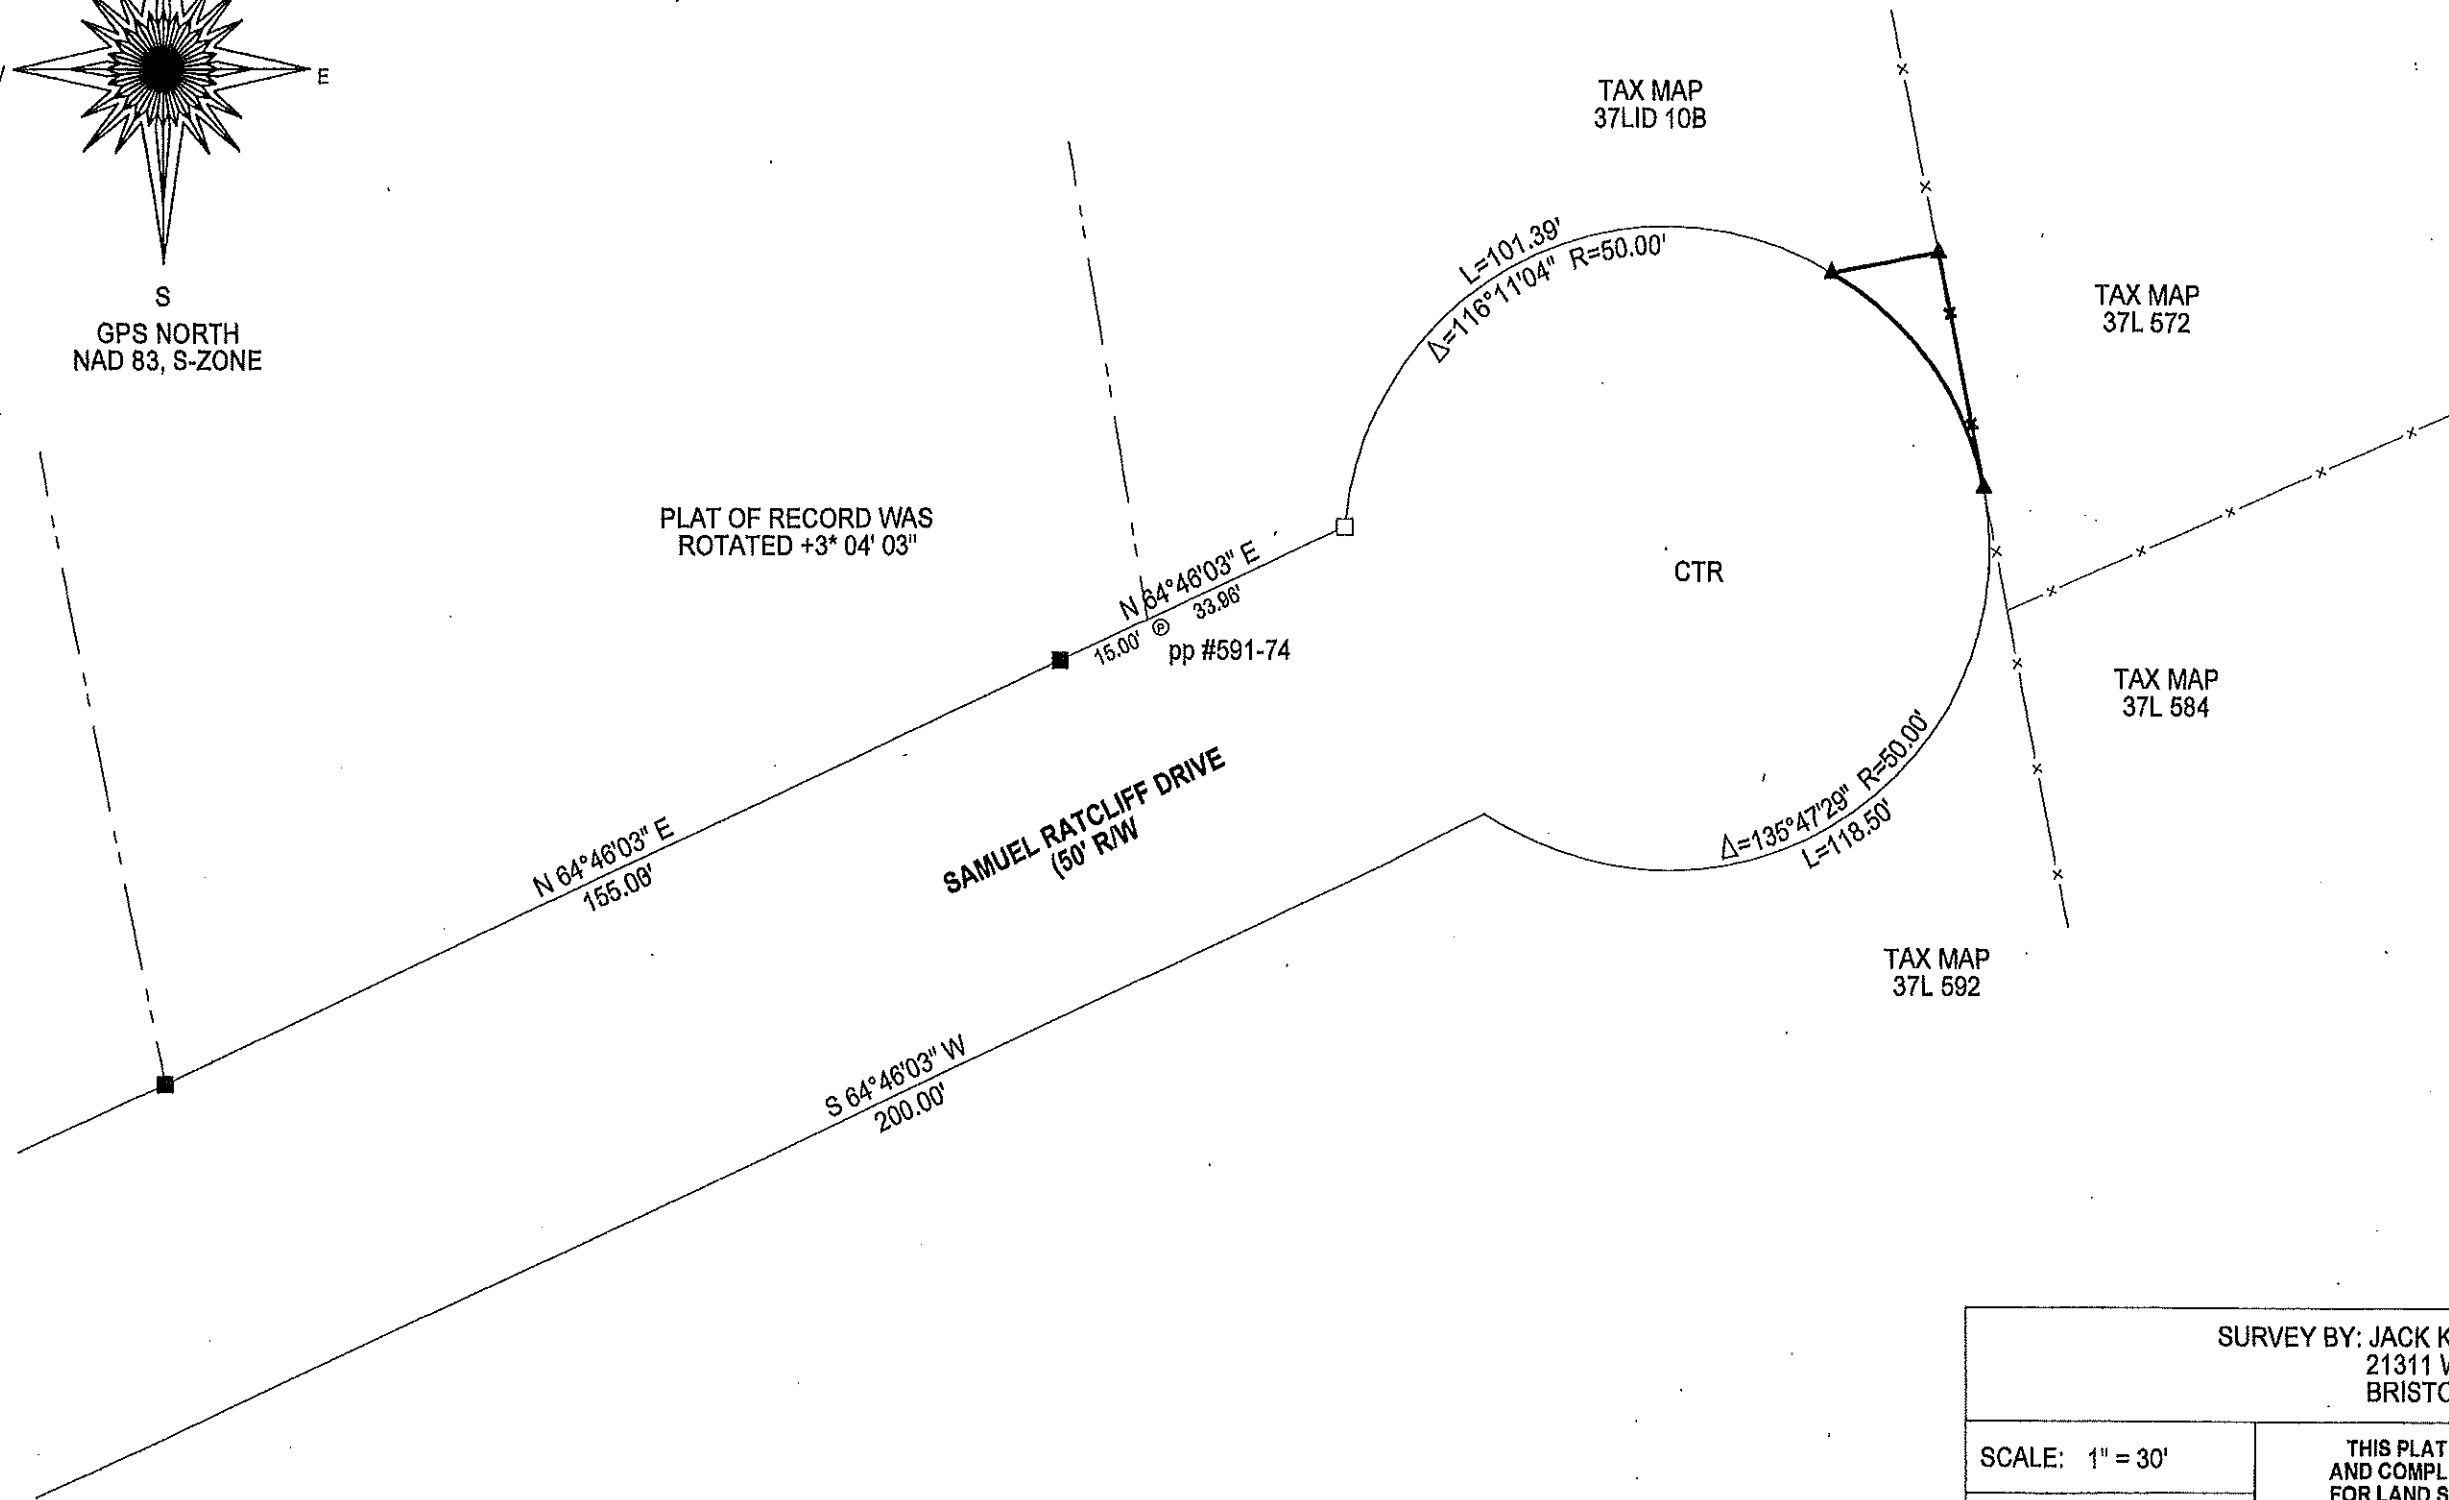 E
S
GPS NORTH
NAD 83, S-ZONE
TAX MAP
37LID 10B
L=101.39'
Δ=116°11'04" R=50.00'
TAX MAP
37L 572
PLAT OF RECORD WAS
ROTATED +3* 04' 03"
N 64°46'03" E
15.00'
33.96'
pp #591-74
CTR
TAX MAP
37L 584
N 64°46'03" E
155.00'
SAMUEL RATCLIFF DRIVE
(50' R/W
Δ=135°47'29" R=50.00'
L=118.50'
TAX MAP
37L 592
S 64°46'03" W
200.00'
SURVEY BY: JACK K
21311
BRISTO
SCALE: 1" = 30'
THIS PLAT
AND COMPL
FOR LAND S